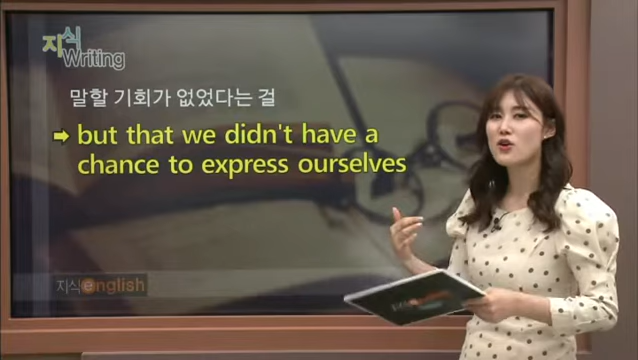 지식
Writing
말할 기회가 없었다는 걸
➡ but that we didn't have a
chance to express ourselves
지식english